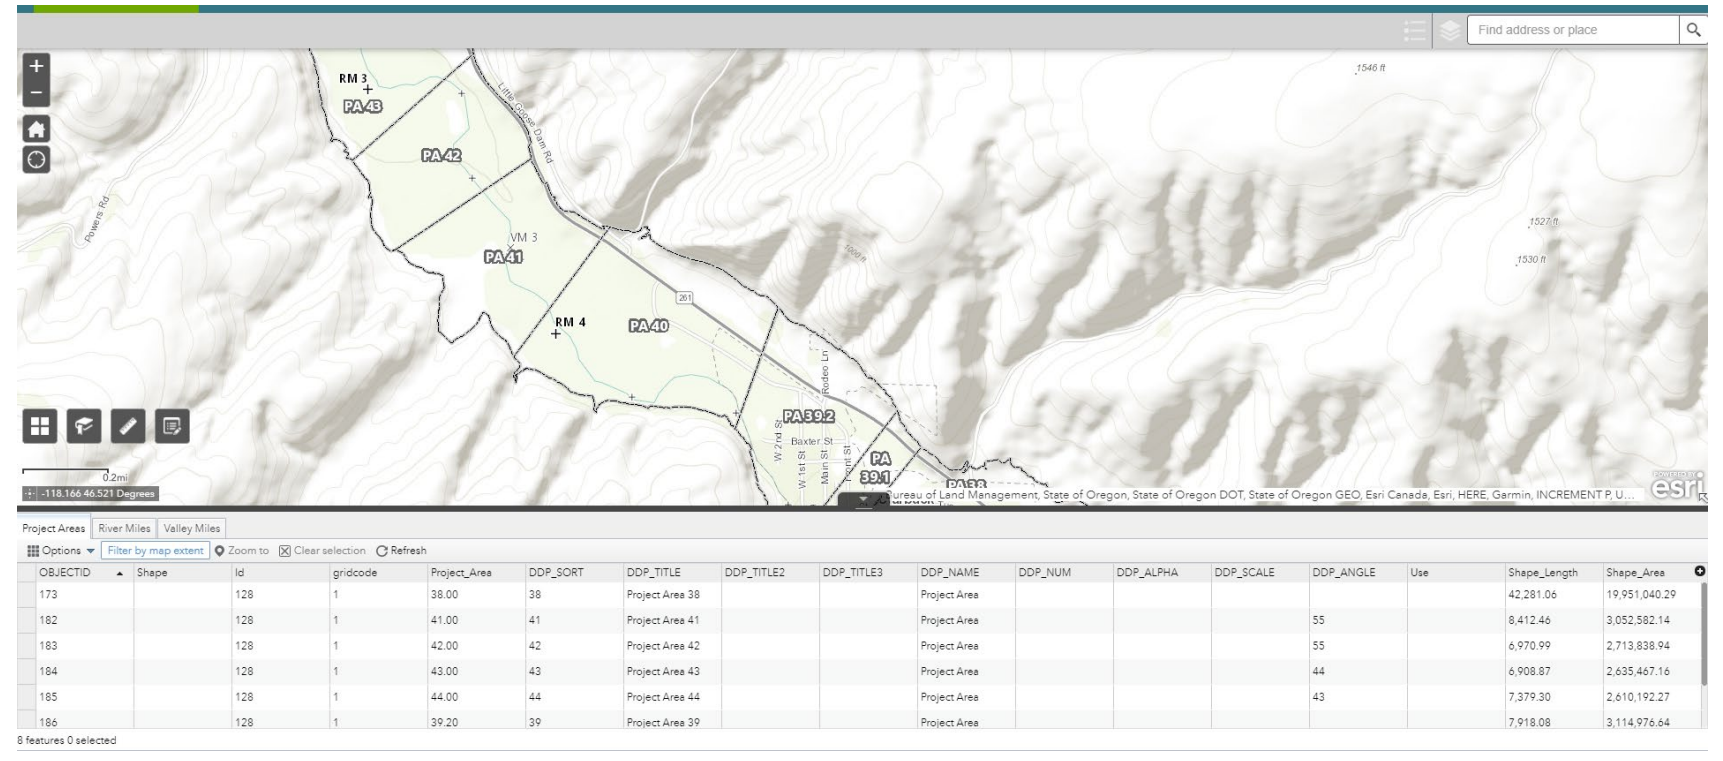 Find address or place
+
−
RM 3
PA 43
Little Goose Dam Rd
1546 ft
PA 42
Powers Rd
VM 3
PA 41
1527 ft
1530 ft
1000 ft
261
RM 4
PA 40
Rodeo Ln
PA 39.2
W 2nd St
Baxter St
W 1st St
Main St
Front St
PA
39.1
PA 38
0.2mi
-118.166 46.521 Degrees
Bureau of Land Management, State of Oregon, State of Oregon DOT, State of Oregon GEO, Esri Canada, Esri, HERE, Garmin, INCREMENT P, U...
POWERED BY
esri
Project Areas River Miles Valley Miles
Options Filter by map extent Zoom to Clear selection Refresh
OBJECTID Shape Id gridcode Project_Area DDP_SORT DDP_TITLE DDP_TITLE2 DDP_TITLE3 DDP_NAME DDP_NUM DDP_ALPHA DDP_SCALE DDP_ANGLE Use Shape_Length Shape_Area
173 128 1 38.00 38 Project Area 38 Project Area 42,281.06 19,951,040.29
182 128 1 41.00 41 Project Area 41 Project Area 55 8,412.46 3,052,582.14
183 128 1 42.00 42 Project Area 42 Project Area 55 6,970.99 2,713,838.94
184 128 1 43.00 43 Project Area 43 Project Area 44 6,908.87 2,635,467.16
185 128 1 44.00 44 Project Area 44 Project Area 43 7,379.30 2,610,192.27
186 128 1 39.20 39 Project Area 39 Project Area 7,918.08 3,114,976.64
8 features 0 selected